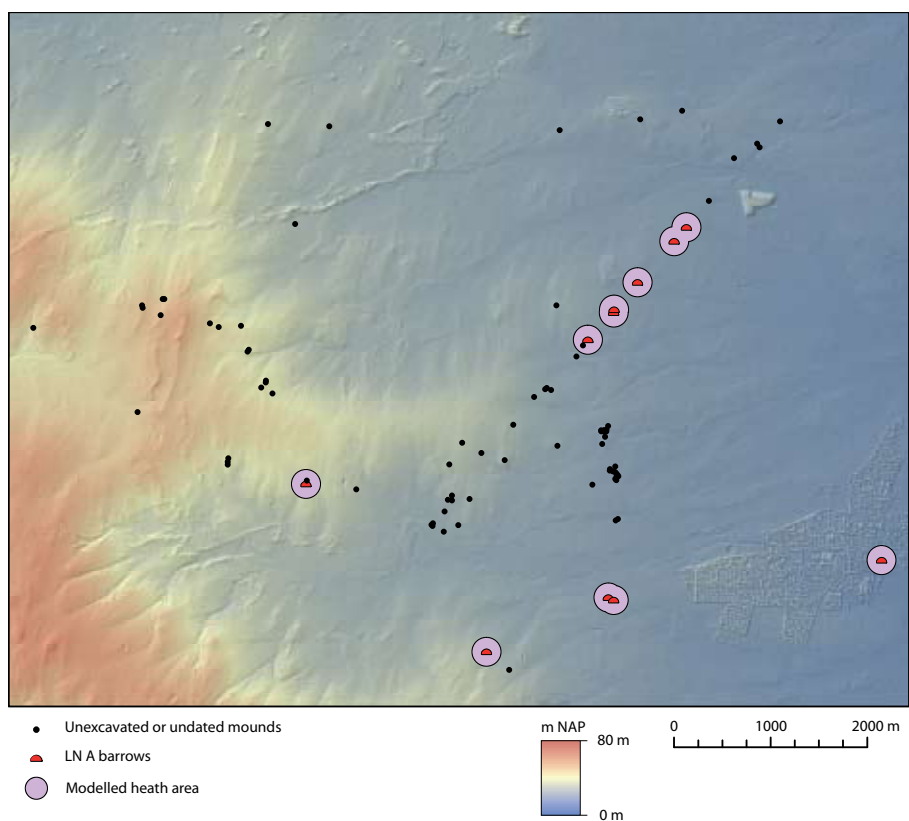 Unexcavated or undated mounds
LN A barrows
Modelled heath area
m NAP
80 m
0 m
0 1000 2000 m